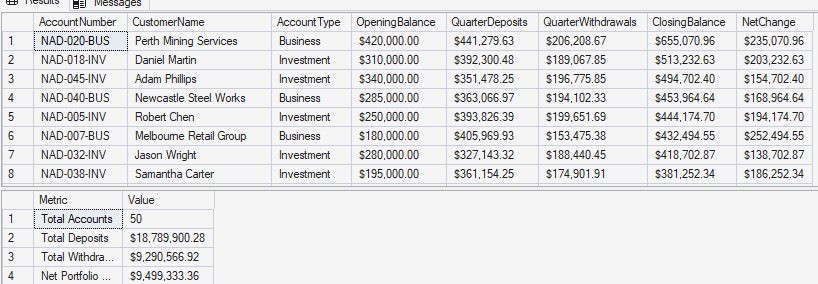 Results Messages
AccountNumber CustomerName AccountType OpeningBalance QuarterDeposits QuarterWithdrawals ClosingBalance NetChange
1 NAD-020-BUS Perth Mining Services Business $420,000.00 $441,279.63 $206,208.67 $655,070.96 $235,070.96
2 NAD-018-INV Daniel Martin Investment $310,000.00 $392,300.48 $189,067.85 $513,232.63 $203,232.63
3 NAD-045-INV Adam Phillips Investment $340,000.00 $351,478.25 $196,775.85 $494,702.40 $154,702.40
4 NAD-040-BUS Newcastle Steel Works Business $285,000.00 $363,066.97 $194,102.33 $453,964.64 $168,964.64
5 NAD-005-INV Robert Chen Investment $250,000.00 $393,826.39 $199,651.69 $444,174.70 $194,174.70
6 NAD-007-BUS Melbourne Retail Group Business $180,000.00 $405,969.93 $153,475.38 $432,494.55 $252,494.55
7 NAD-032-INV Jason Wright Investment $280,000.00 $327,143.32 $188,440.45 $418,702.87 $138,702.87
8 NAD-038-INV Samantha Carter Investment $195,000.00 $361,154.25 $174,901.91 $381,252.34 $186,252.34
Metric Value
1 Total Accounts 50
2 Total Deposits $18,789,900.28
3 Total Withdra... $9,290,566.92
4 Net Portfolio ... $9,499,333.36